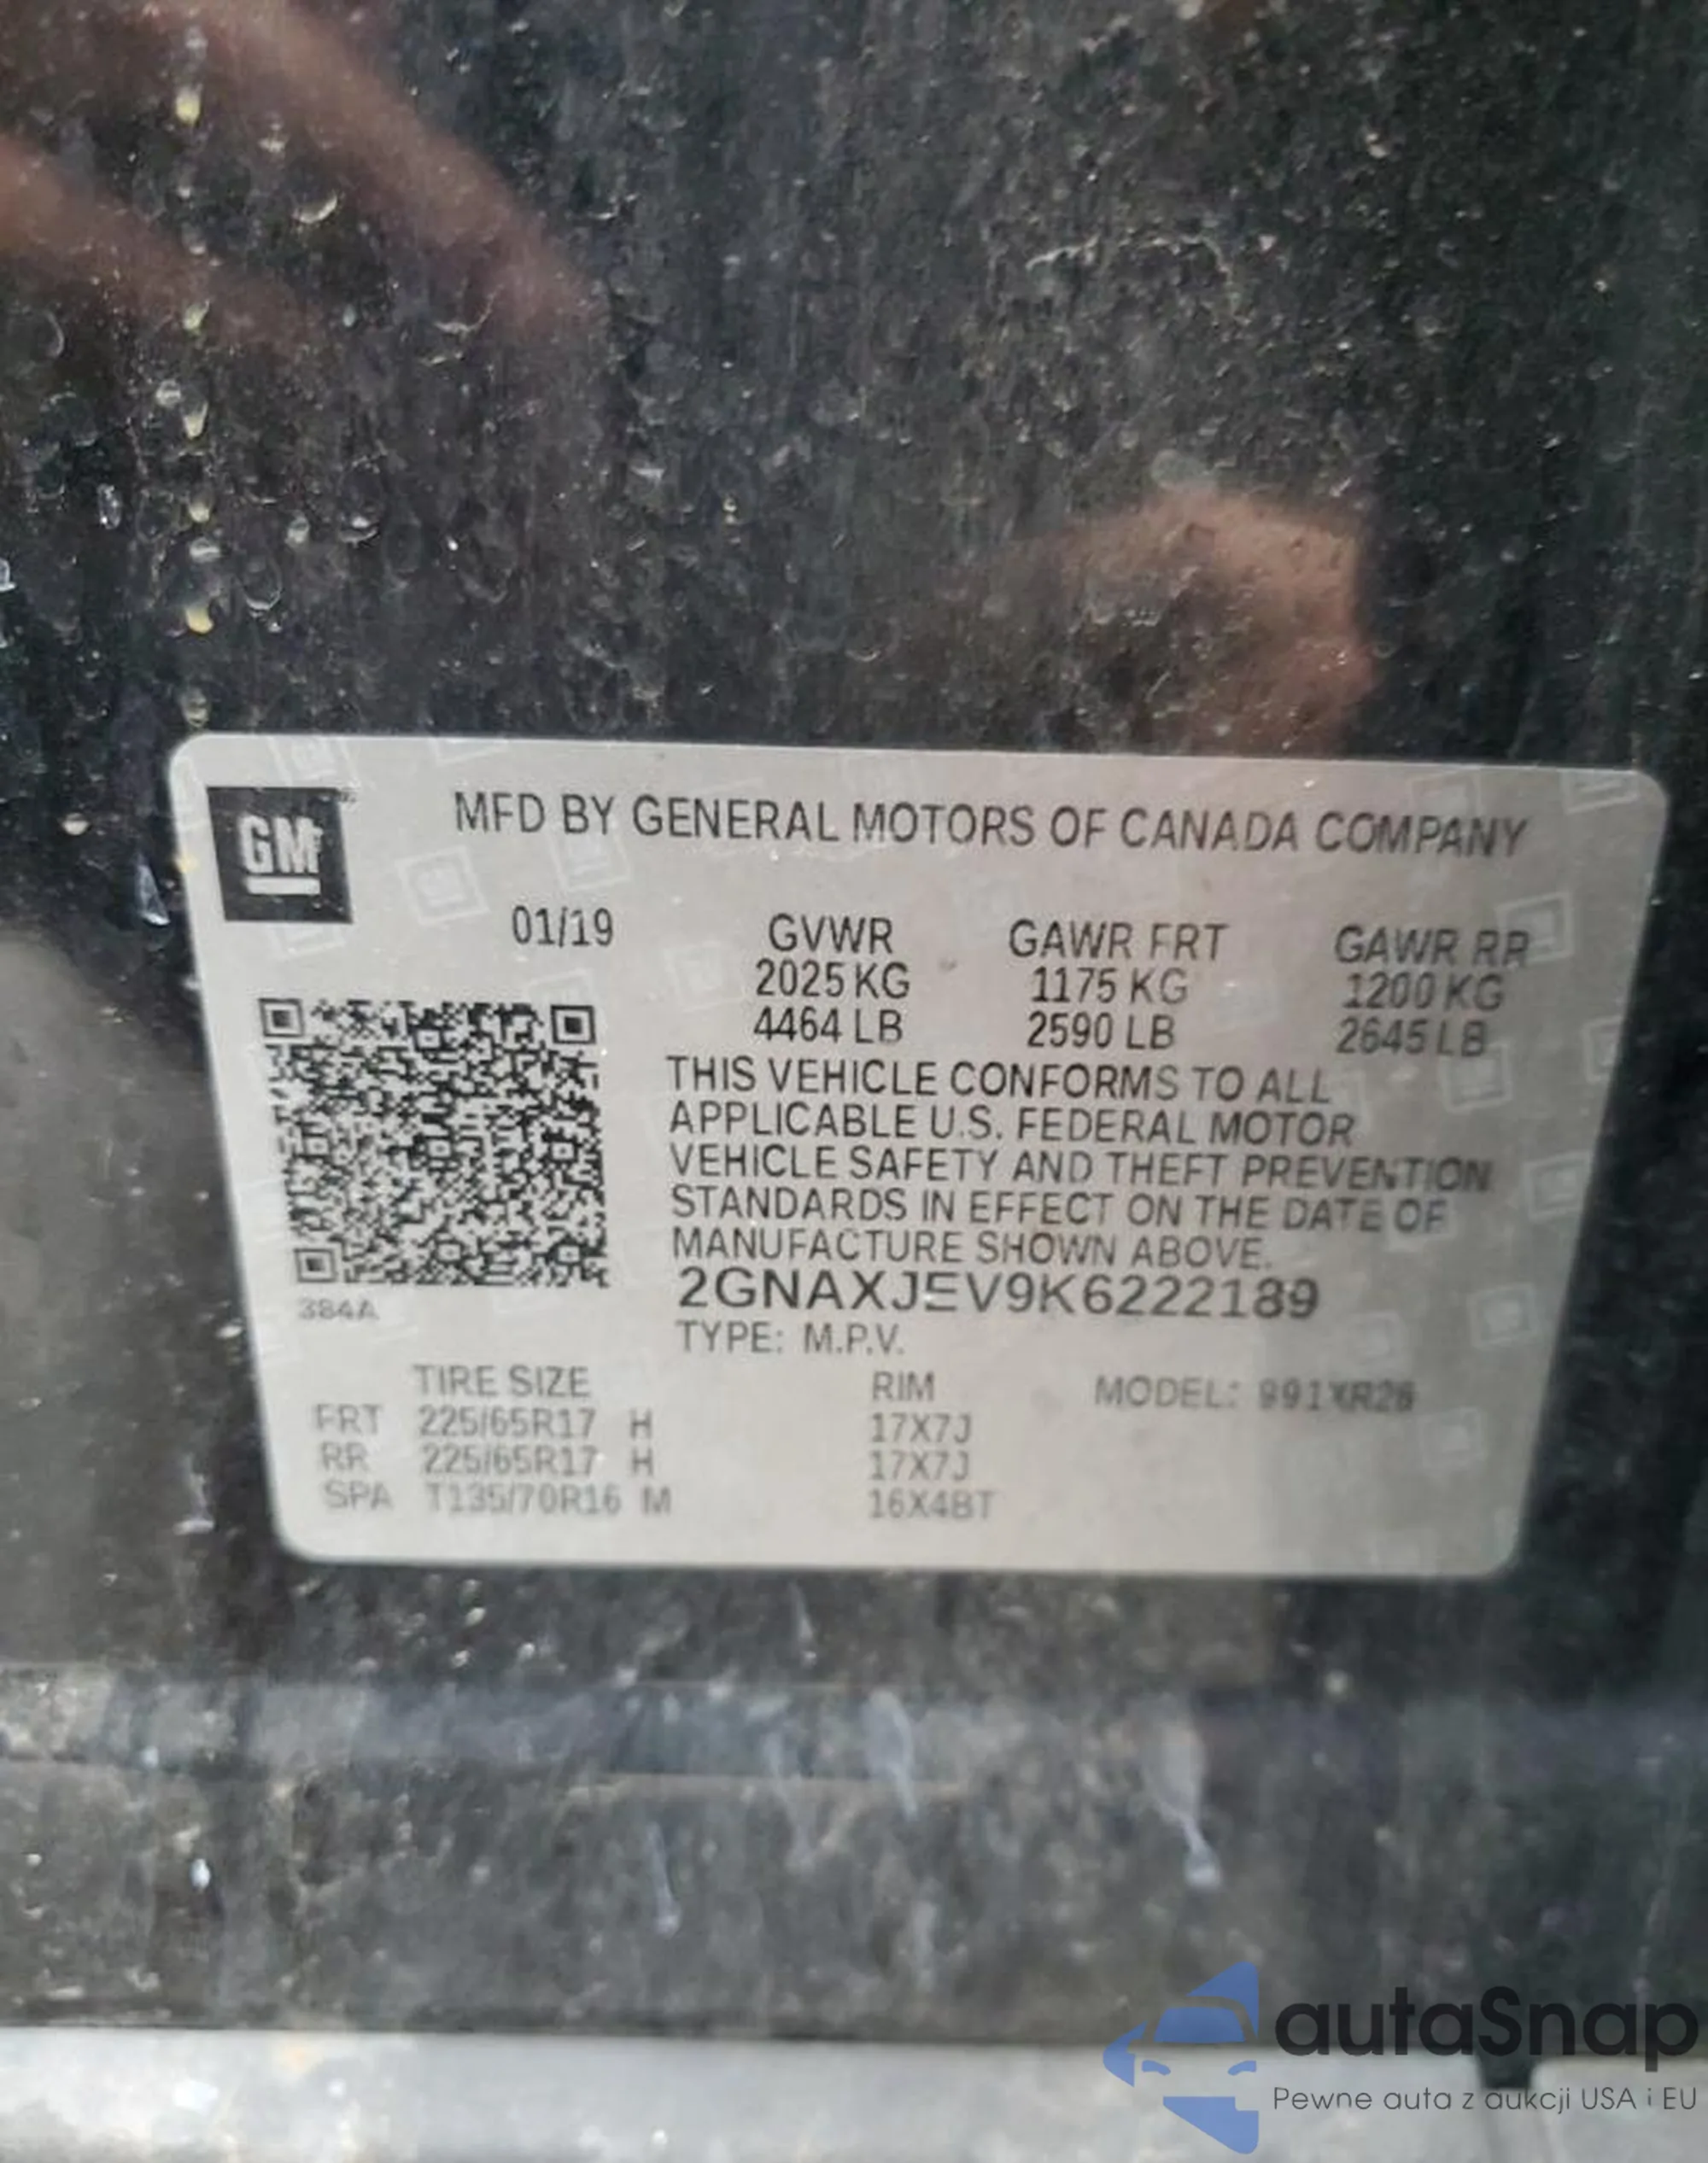 GM
MFD BY GENERAL MOTORS OF CANADA COMPANY
01/19 GVWR GAWR FRT GAWR RR
2025 KG 1175 KG 1200 KG
4464 LB 2590 LB 2645 LB
THIS VEHICLE CONFORMS TO ALL
APPLICABLE U.S. FEDERAL MOTOR
VEHICLE SAFETY AND THEFT PREVENTION
STANDARDS IN EFFECT ON THE DATE OF
MANUFACTURE SHOWN ABOVE.
2GNAXJEV9K6222189
384A
TYPE: M.P.V.
TIRE SIZE RIM MODEL: 991XR26
FRT 225/65R17 H 17X7J
RR 225/65R17 H 17X7J
SPA T135/70R16 M 16X4BT
autaSnap
Pewne auta z aukcji USA i EU